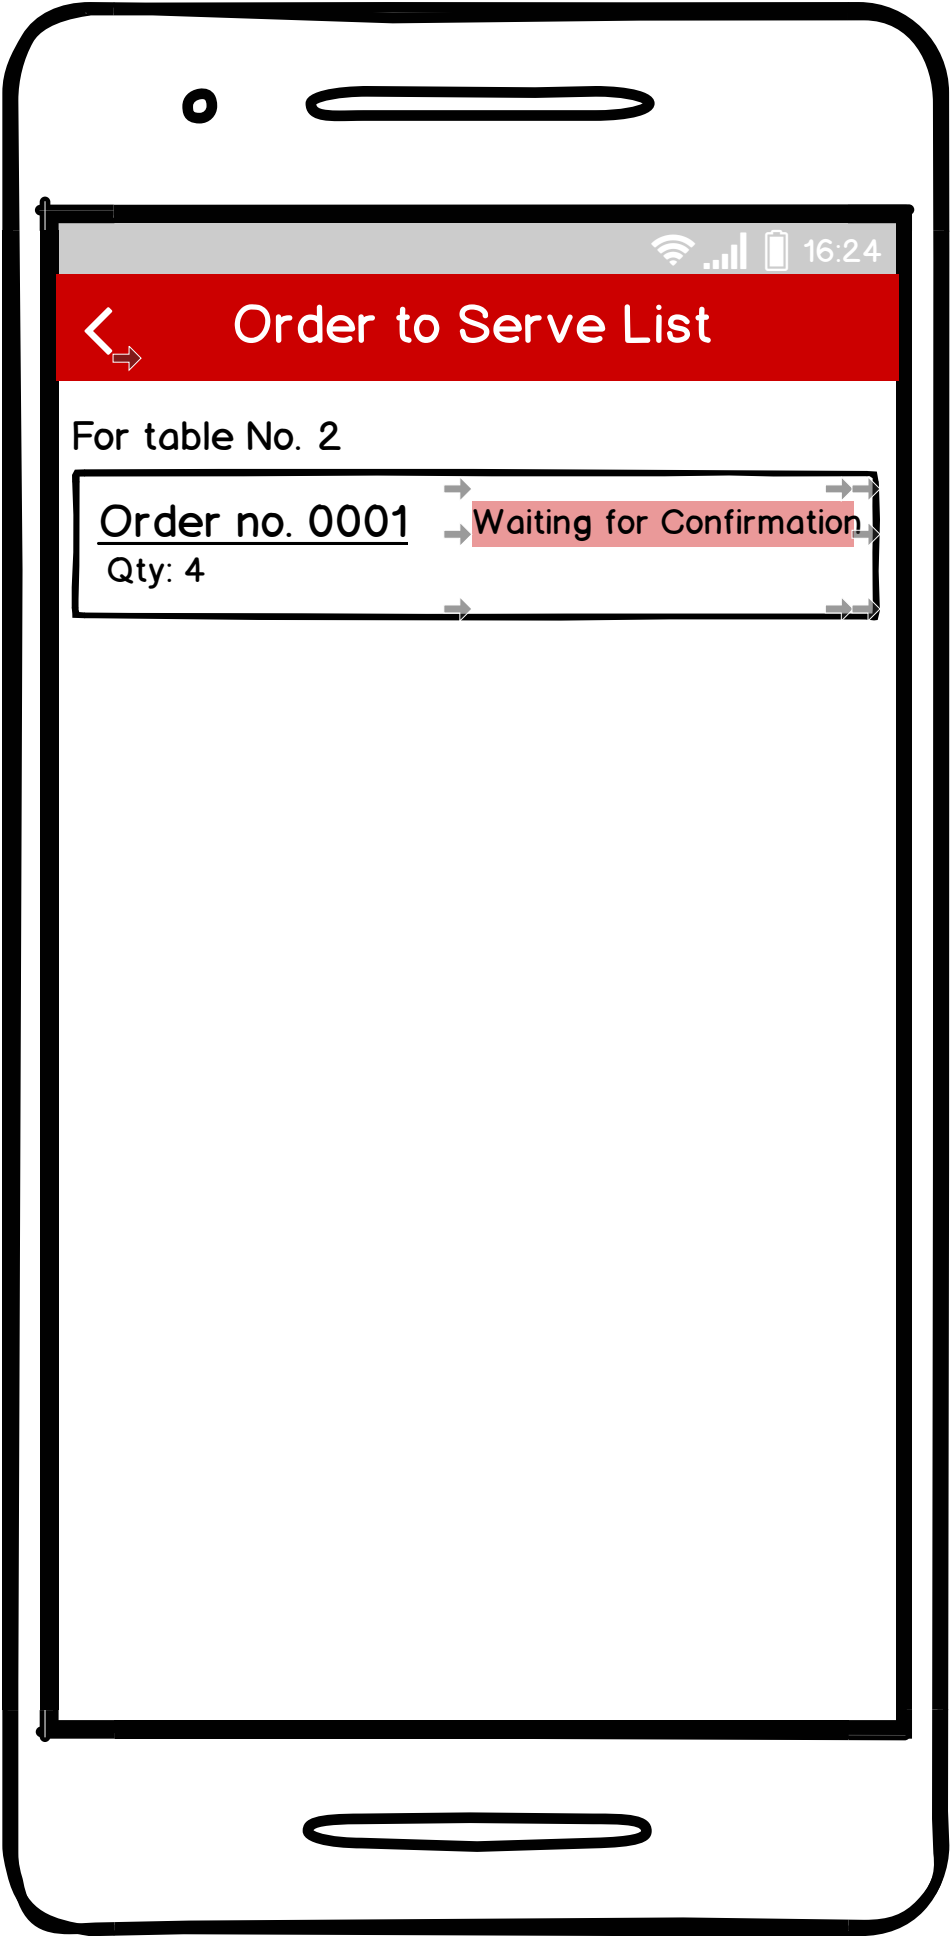 16:24
Order to Serve List
For table No. 2
Order no. 0001
Waiting for Confirmation
Qty: 4